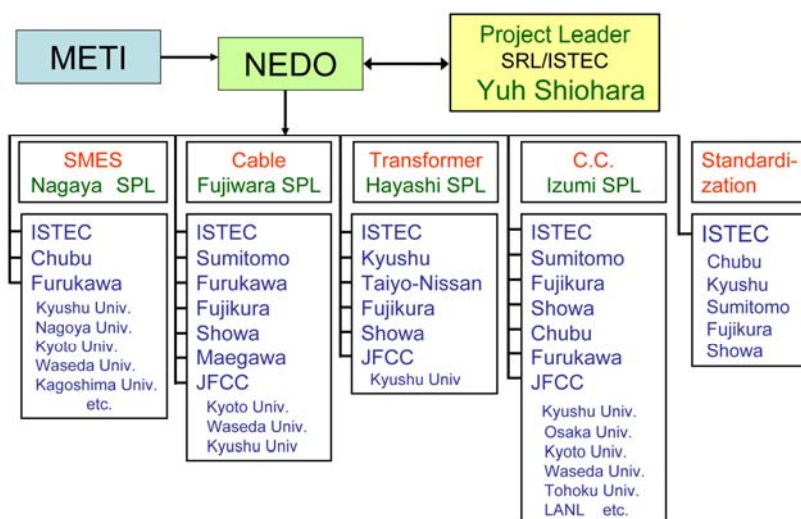 METI
NEDO
Project Leader
SRL/ISTEC
Yuh Shiohara
SMES
Nagaya SPL
ISTEC
Chubu
Furukawa
Kyushu Univ.
Nagoya Univ.
Kyoto Univ.
Waseda Univ.
Kagoshima Univ.
etc.
Cable
Fujiwara SPL
ISTEC
Sumitomo
Furukawa
Fujikura
Showa
Maegawa
JFCC
Kyoto Univ.
Waseda Univ.
Kyushu Univ
Transformer
Hayashi SPL
ISTEC
Kyushu
Taiyo-Nissan
Fujikura
Showa
JFCC
Kyushu Univ
C.C.
Izumi SPL
ISTEC
Sumitomo
Fujikura
Showa
Chubu
Furukawa
JFCC
Kyushu Univ.
Osaka Univ.
Kyoto Univ.
Waseda Univ.
Tohoku Univ.
LANL etc.
Standardi-
zation
ISTEC
Chubu
Kyushu
Sumitomo
Fujikura
Showa